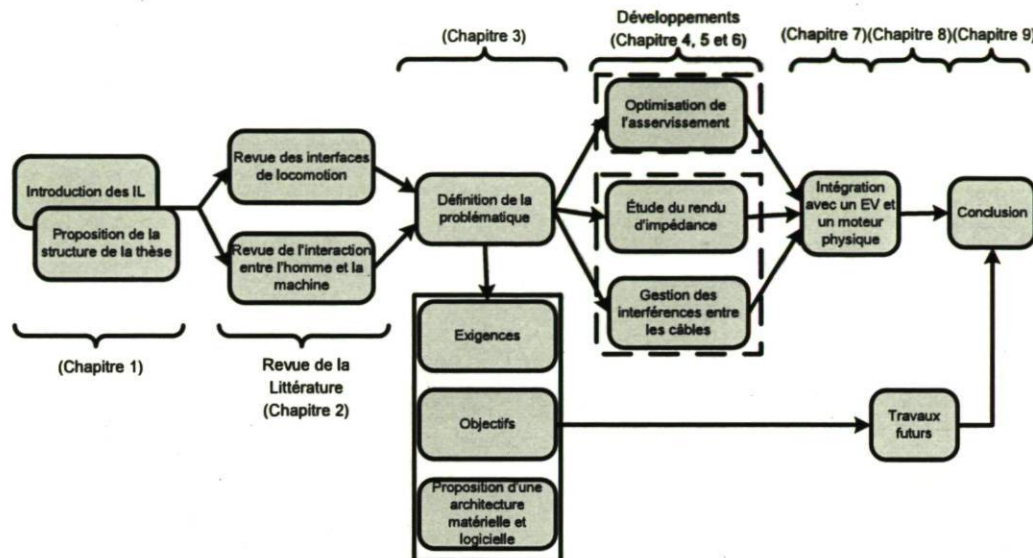 Développements
(Chapitre 4, 5 et 6)
(Chapitre 3)
(Chapitre 7)(Chapitre 8)(Chapitre 9)
Optimisation de
l'asservissement
Revue des interfaces
de locomotion
Introduction des IL
Proposition de la
structure de la thèse
Définition de la
problématique
Étude du rendu
d'impédance
Intégration
avec un EV et
un moteur
physique
Conclusion
Revue de l'interaction
entre l'homme et la
machine
Gestion des
interférences entre
les câbles
(Chapitre 1)
Revue de la
Littérature
(Chapitre 2)
Exigences
Objectifs
Travaux
futurs
Proposition d'une
architecture
matérielle et
logicielle